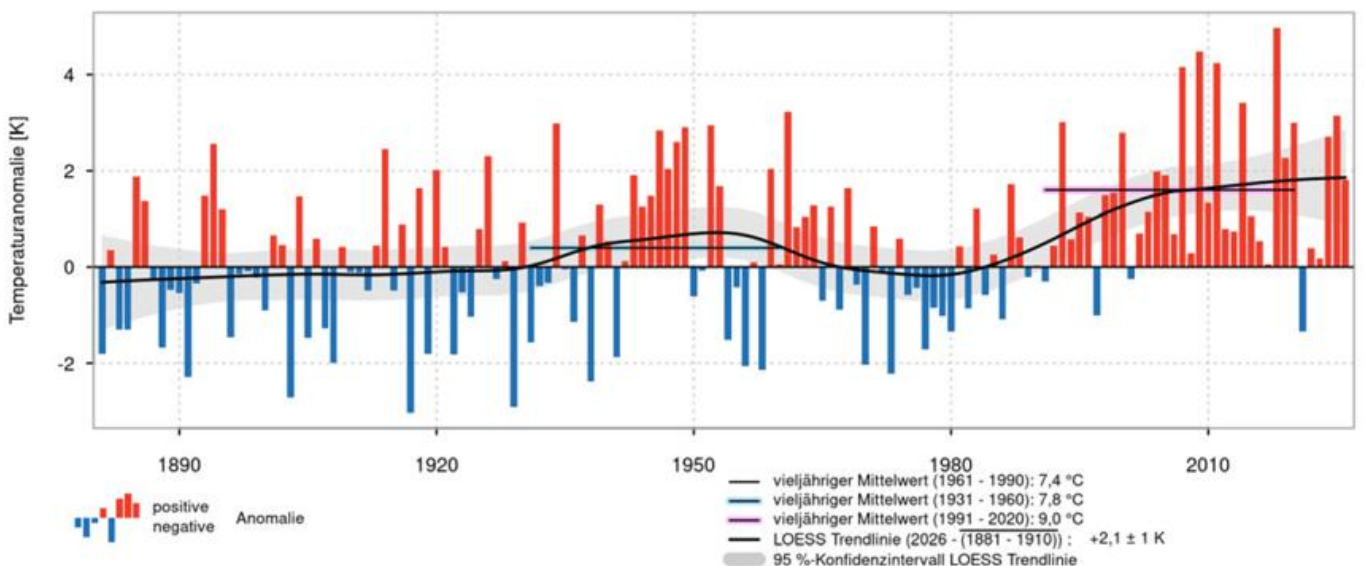 Temperaturanomalie [K]
4
2
0
-2
1890 1920 1950 1980 2010
positive
negative
Anomalie
vieljähriger Mittelwert (1961 - 1990): 7,4 °C
vieljähriger Mittelwert (1931 - 1960): 7,8 °C
vieljähriger Mittelwert (1991 - 2020): 9,0 °C
LOESS Trendlinie (2026 - (1881 - 1910)) : +2,1 ± 1 K
95 %-Konfidenzintervall LOESS Trendlinie